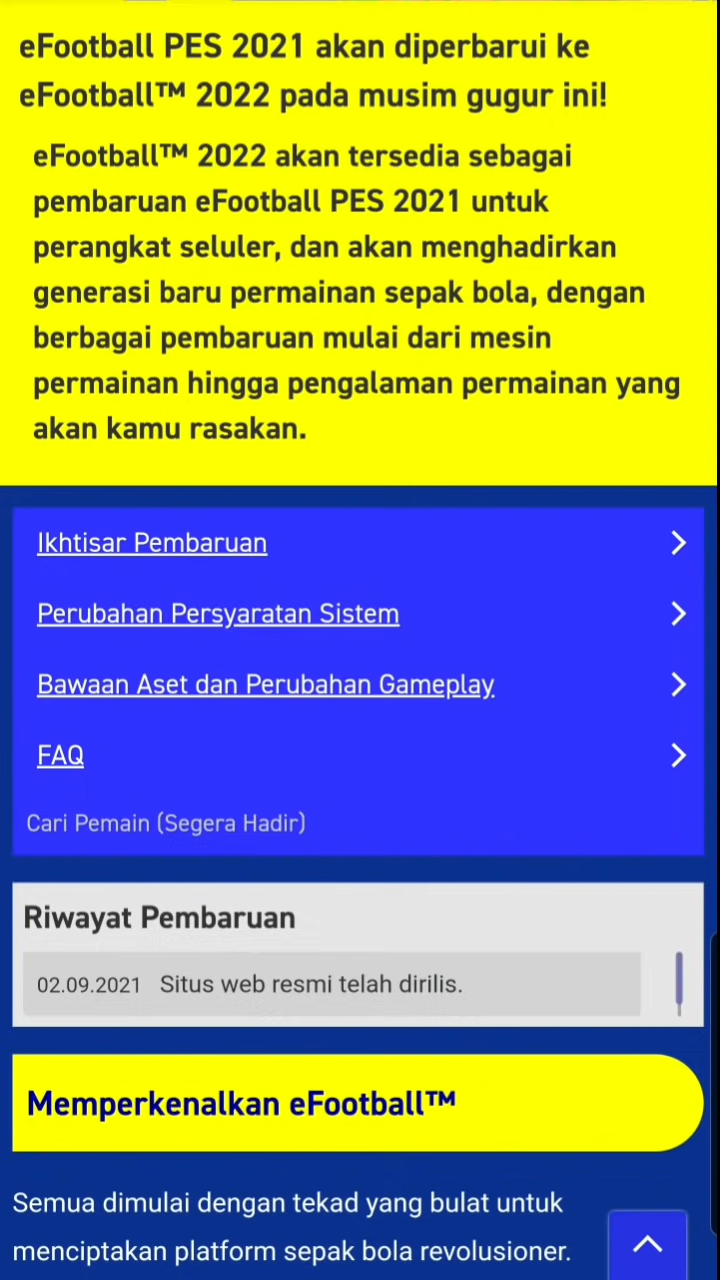 eFootball PES 2021 akan diperbarui ke
eFootball™ 2022 pada musim gugur ini!
eFootball™ 2022 akan tersedia sebagai
pembaruan eFootball PES 2021 untuk
perangkat seluler, dan akan menghadirkan
generasi baru permainan sepak bola, dengan
berbagai pembaruan mulai dari mesin
permainan hingga pengalaman permainan yang
akan kamu rasakan.
Ikhtisar Pembaruan
Perubahan Persyaratan Sistem
Bawaan Aset dan Perubahan Gameplay
FAQ
Cari Pemain (Segera Hadir)
Riwayat Pembaruan
02.09.2021 Situs web resmi telah dirilis.
Memperkenalkan eFootball™
Semua dimulai dengan tekad yang bulat untuk
menciptakan platform sepak bola revolusioner.